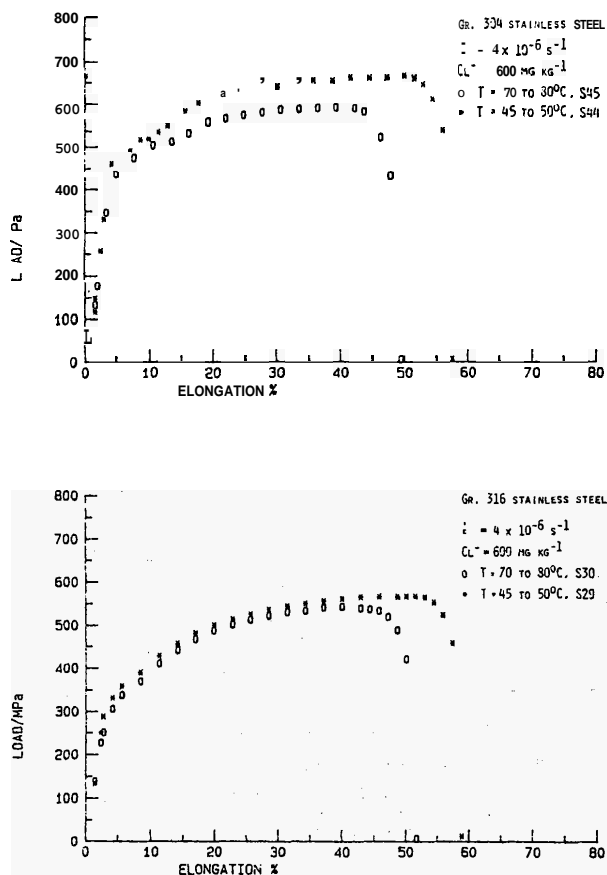 GR. 304 STAINLESS STEEL
- 4 x 10-6 s-1
CL- 600 MG KG-1
O T = 70 TO 80°C, S45
* T = 45 TO 50°C, S44
800
700
600
500
400
300
200
100
0
L AD/ Pa
0 10 20 30 40 50 60 70 80
ELONGATION %
GR. 316 STAINLESS STEEL
= 4 x 10-6 s-1
CL- = 600 MG KG-1
O T = 70 TO 80°C, S30
* T = 45 TO 50°C, S29
800
700
600
500
400
300
200
100
0
LOAD/MPa
0 10 20 30 40 50 60 70 80
ELONGATION %